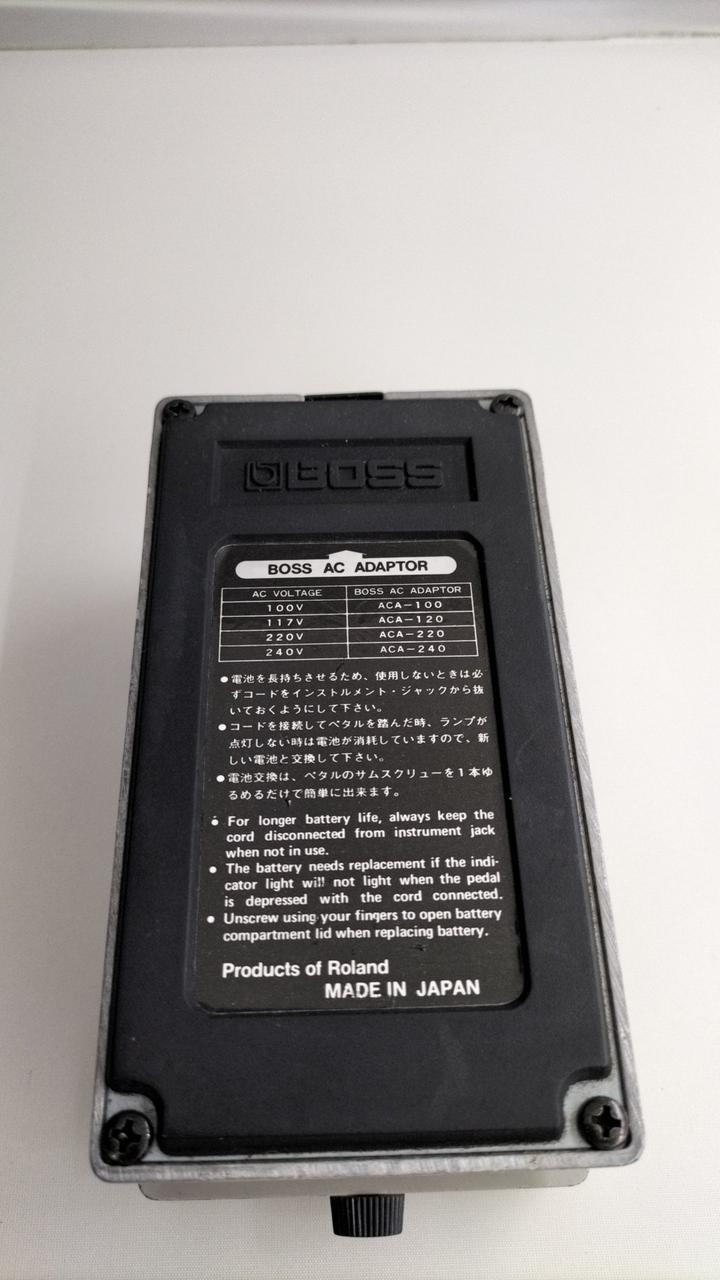 BOSS
BOSS AC ADAPTOR
AC VOLTAGE BOSS AC ADAPTOR
100V ACA-100
117V ACA-120
220V ACA-220
240V ACA-240
●電池を長持ちさせるため、使用しないときは必
ずコードをインストルメント・ジャックから抜
いておくようにして下さい。
●コードを接続してペタルを踏んだ時、ランプが
点灯しない時は電池が消耗していますので、新
しい電池と交換して下さい。
●電池交換は、ペタルのサムスクリューを1本ゆ
るめるだけで簡単に出来ます。
● For longer battery life, always keep the
cord disconnected from instrument jack
when not in use.
● The battery needs replacement if the indi-
cator light will not light when the pedal
is depressed with the cord connected.
● Unscrew using your fingers to open battery
compartment lid when replacing battery.
Products of Roland
MADE IN JAPAN